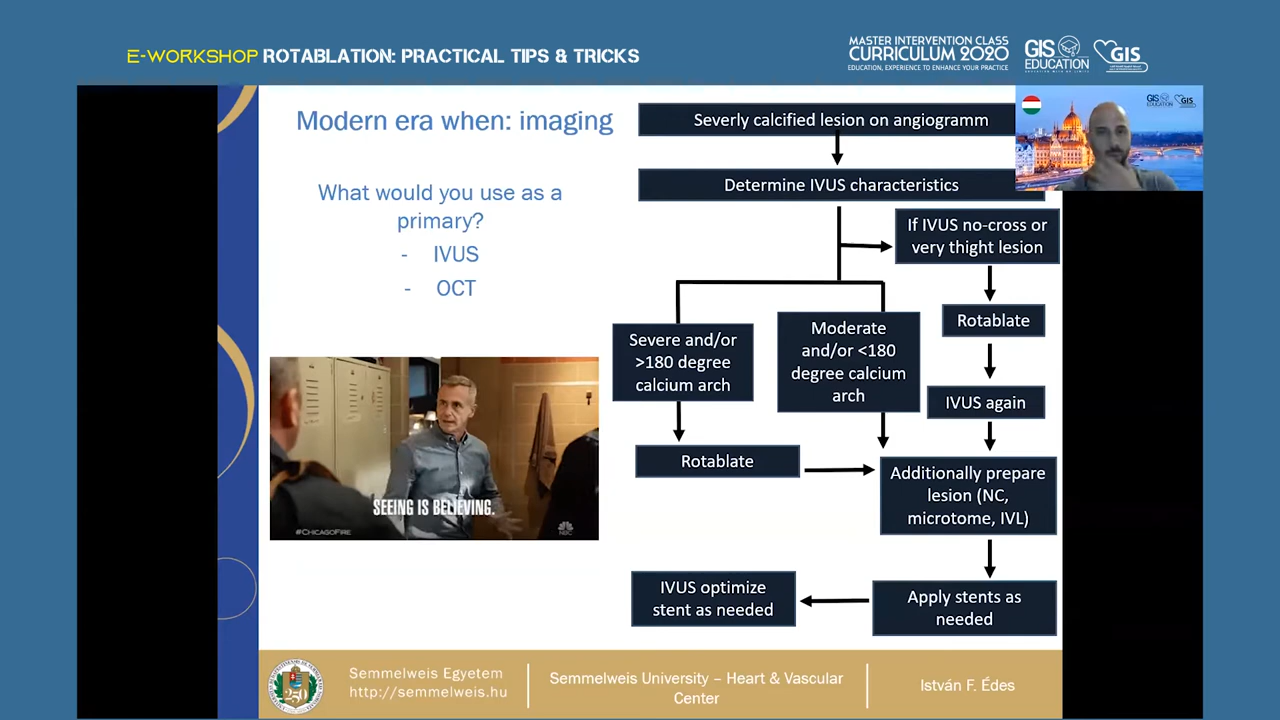 E-WORKSHOP ROTABLATION: PRACTICAL TIPS & TRICKS
MASTER INTERVENTION CLASS
CURRICULUM 2020
EDUCATION, EXPERIENCE TO ENHANCE YOUR PRACTICE
GIS
EDUCATION
GIS
Modern era when: imaging
What would you use as a
primary?
- IVUS
- OCT
SEEING IS BELIEVING.
#CHICAGOFIRE
NBC
Severly calcified lesion on angiogramm
Determine IVUS characteristics
If IVUS no-cross or
very thight lesion
Rotablate
IVUS again
Severe and/or
>180 degree
calcium arch
Moderate
and/or <180
degree calcium
arch
Rotablate
Additionally prepare
lesion (NC,
microtome, IVL)
Apply stents as
needed
IVUS optimize
stent as needed
GIS
EDUCATION
GIS
250
Semmelweis Egyetem
http://semmelweis.hu
Semmelweis University – Heart & Vascular
Center
István F. Édes